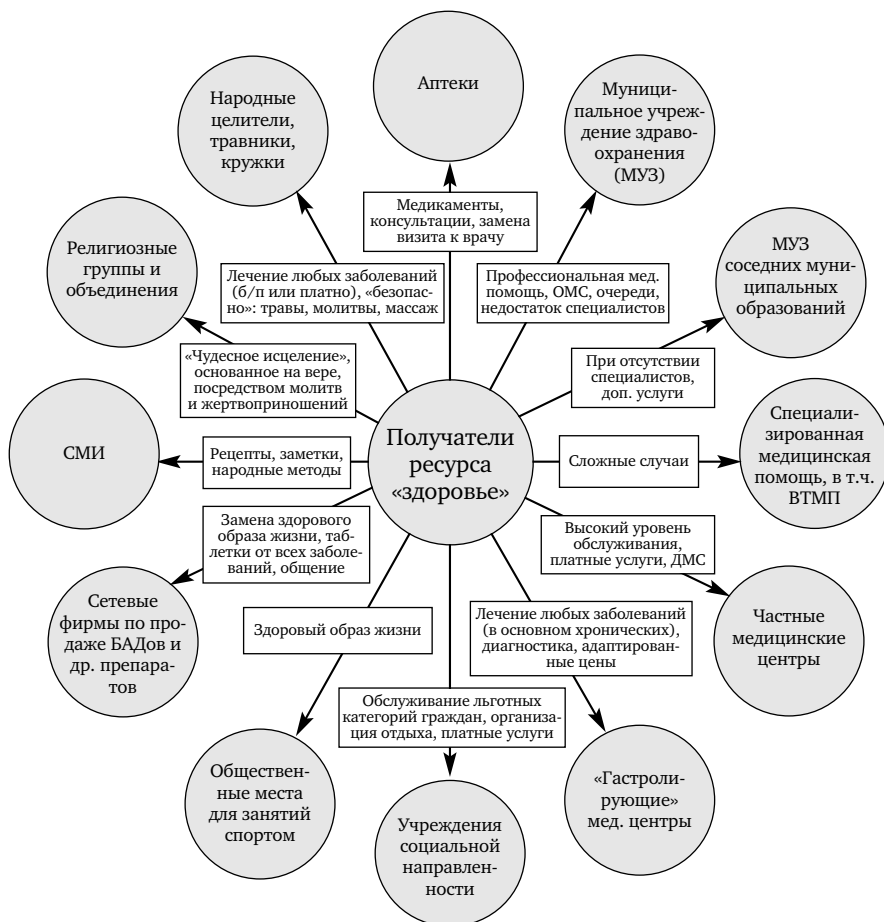 Аптеки
Народные
целители,
травники,
кружки
Муници-
пальное учреж-
дение здраво-
охранения
(МУЗ)
Медикаменты,
консультации, замена
визита к врачу
Религиозные
группы и
объединения
Лечение любых заболеваний
(б/п или платно), «безопас-
но»: травы, молитвы, массаж
Профессиональная мед.
помощь, ОМС, очереди,
недостаток специалистов
МУЗ
соседних муни-
ципальных
образований
«Чудесное исцеление»,
основанное на вере,
посредством молитв
и жертвоприношений
При отсутствии
специалистов,
доп. услуги
СМИ
Рецепты, заметки,
народные методы
Получатели
ресурса
«здоровье»
Сложные случаи
Специали-
зированная
медицинская
помощь, в т.ч.
ВТМП
Замена здорового
образа жизни, таб-
летки от всех заболе-
ваний, общение
Высокий уровень
обслуживания,
платные услуги, ДМС
Сетевые
фирмы по про-
даже БАДов и
др. препара-
тов
Здоровый образ жизни
Лечение любых заболеваний
(в основном хронических),
диагностика, адаптирован-
ные цены
Частные
медицинские
центры
Обслуживание льготных
категорий граждан, организа-
ция отдыха, платные услуги
Обществен-
ные места
для занятий
спортом
Учреждения
социальной
направлен-
ности
«Гастроли-
рующие»
мед. центры